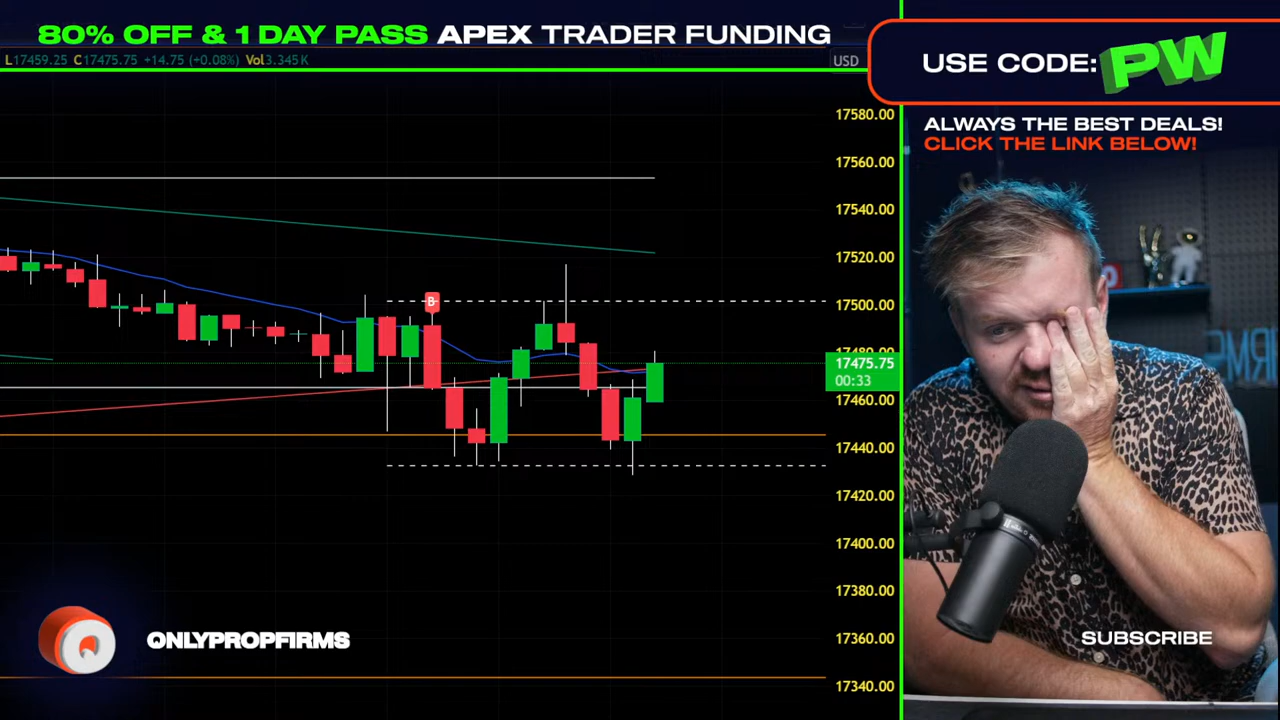 80% OFF & 1 DAY PASS APEX TRADER FUNDING
USE CODE: PW
L17459.25 C17475.75 +14.75 (+0.08%) Vol3.345K
USD
ALWAYS THE BEST DEALS!
CLICK THE LINK BELOW!
17580.00
17560.00
17540.00
17520.00
B
17500.00
17480.00
17475.75
00:33
17460.00
17440.00
17420.00
17400.00
17380.00
17360.00
17340.00
ONLYPROPFIRMS
SUBSCRIBE